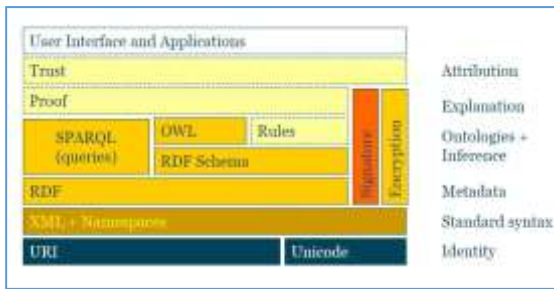 User Interface and Applications
Trust
Attribution
Proof
Explanation
SPARQL
(queries)
OWL
Rules
Ontologies +
Inference
RDF Schema
Signature
Encryption
RDF
Metadata
XML + Namespaces
Standard syntax
URI
Unicode
Identity